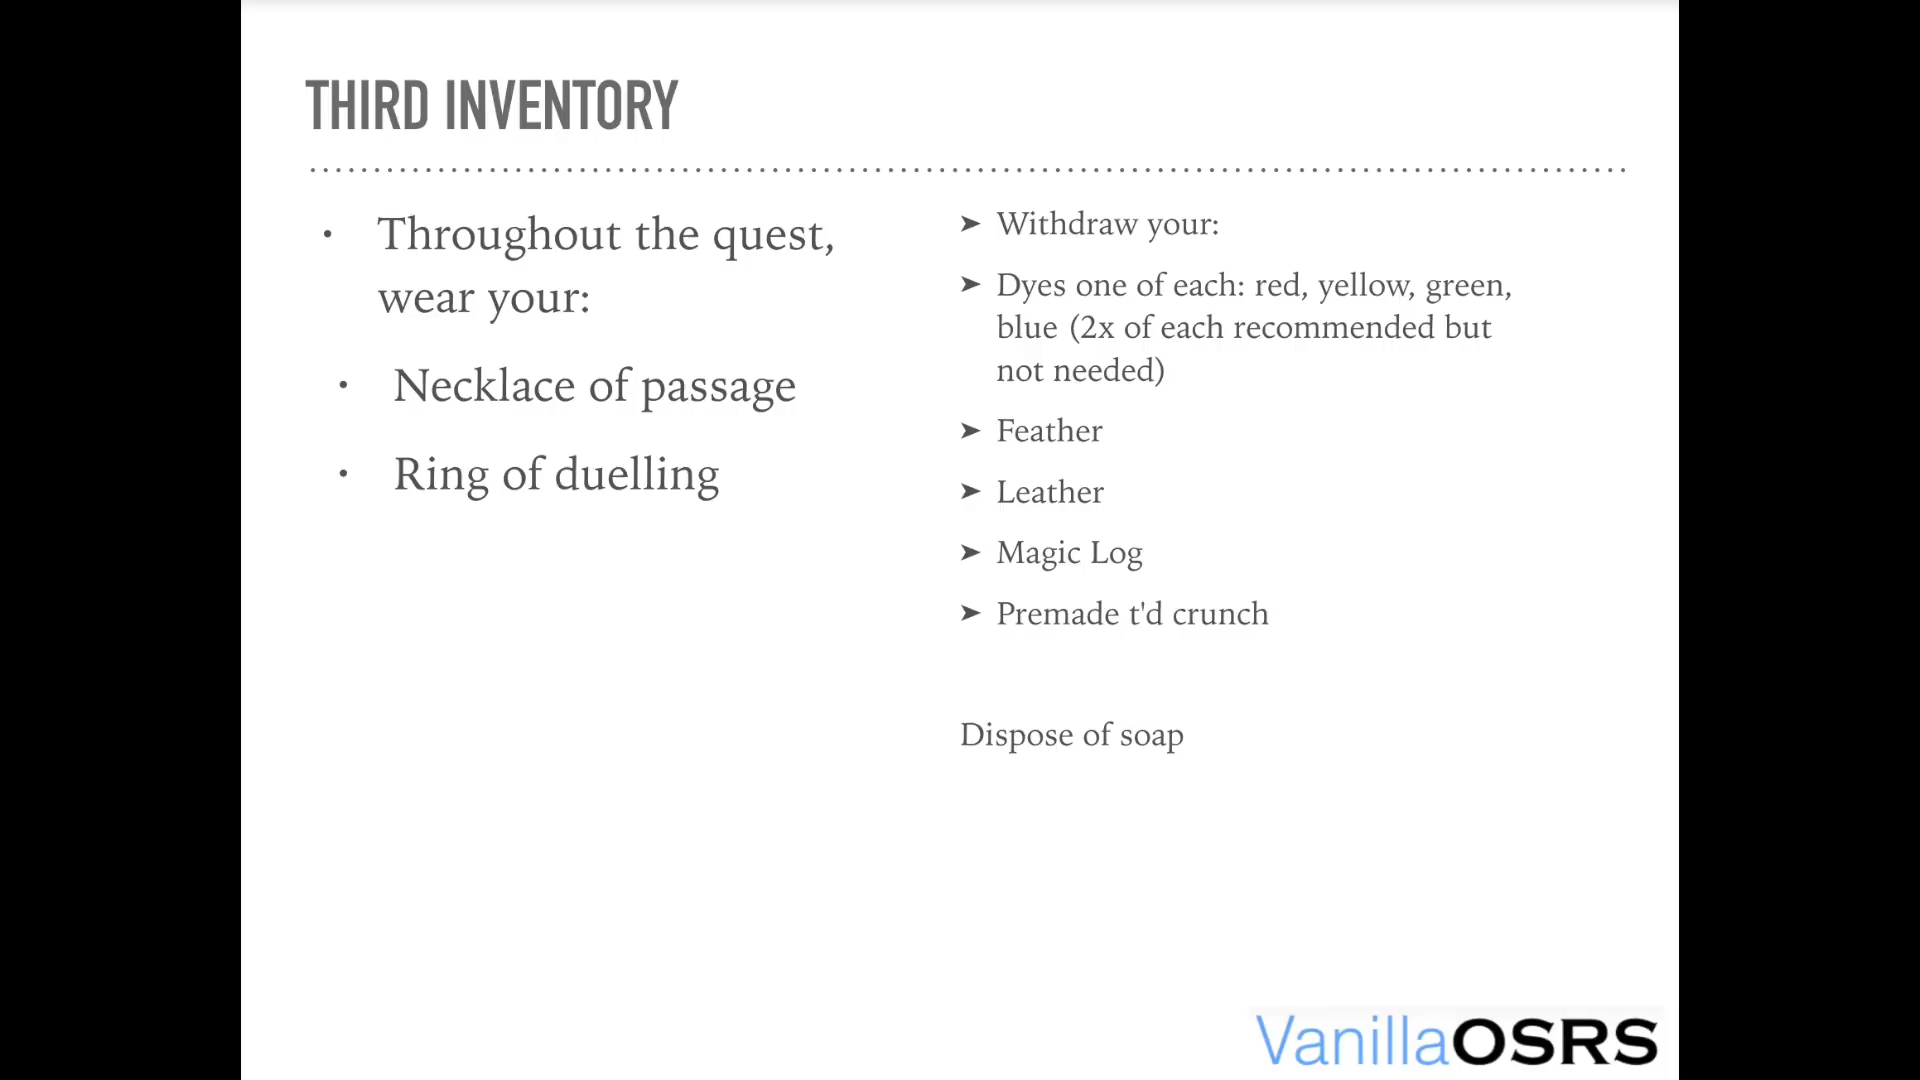 THIRD INVENTORY
• Throughout the quest,
wear your:
• Necklace of passage
• Ring of duelling
➤ Withdraw your:
➤ Dyes one of each: red, yellow, green,
blue (2x of each recommended but
not needed)
➤ Feather
➤ Leather
➤ Magic Log
➤ Premade t'd crunch
Dispose of soap
VanillaOSRS